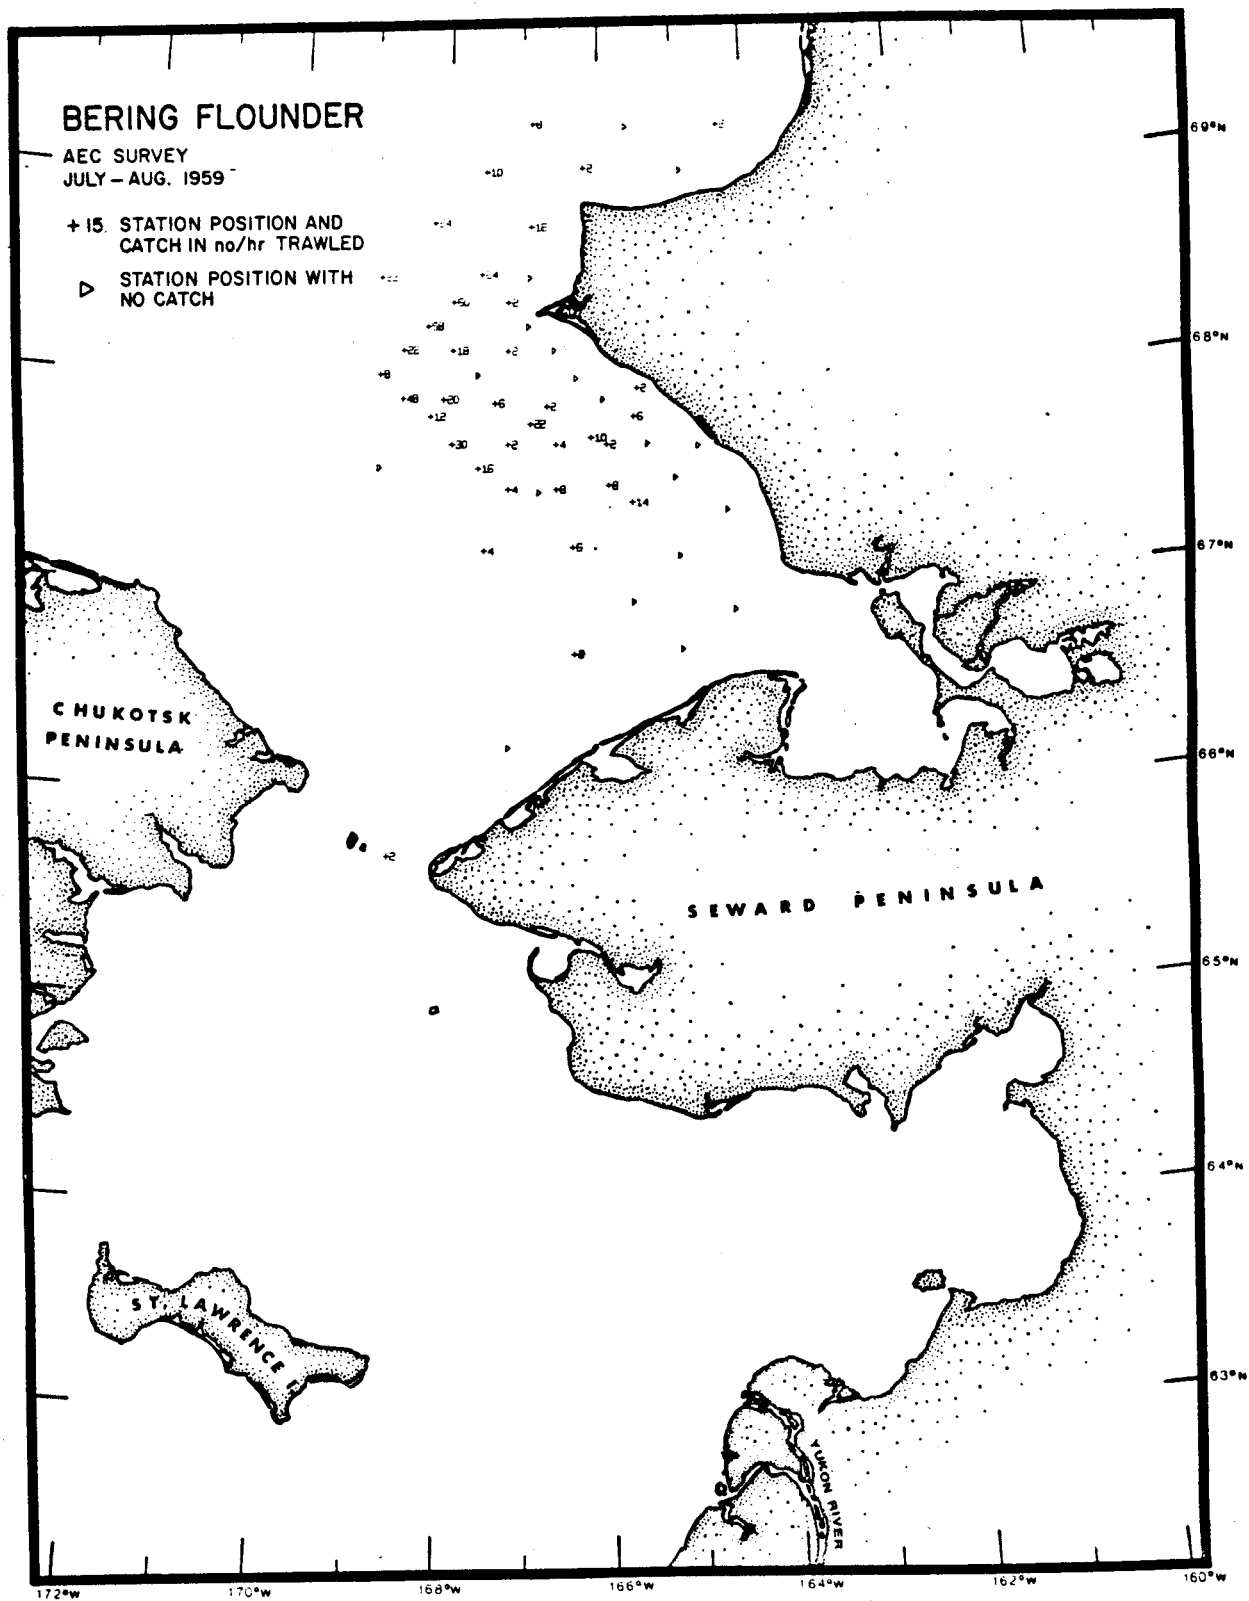 BERING FLOUNDER
AEC SURVEY
JULY – AUG. 1959
+15. STATION POSITION AND
CATCH IN no/hr TRAWLED
▷ STATION POSITION WITH
NO CATCH
69°N
+10
+2
+2
68°N
+22
+18
+2
+8
+2
+48
+20
+6
+2
+12
+22
+6
+30
+2
+4
+10
+2
+16
+4
+8
+8
+14
67°N
+4
+6
+8
CHUKOTSK
PENINSULA
66°N
+2
SEWARD PENINSULA
65°N
64°N
ST. LAWRENCE I.
63°N
YUKON RIVER
172°W
170°W
168°W
166°W
164°W
162°W
160°W